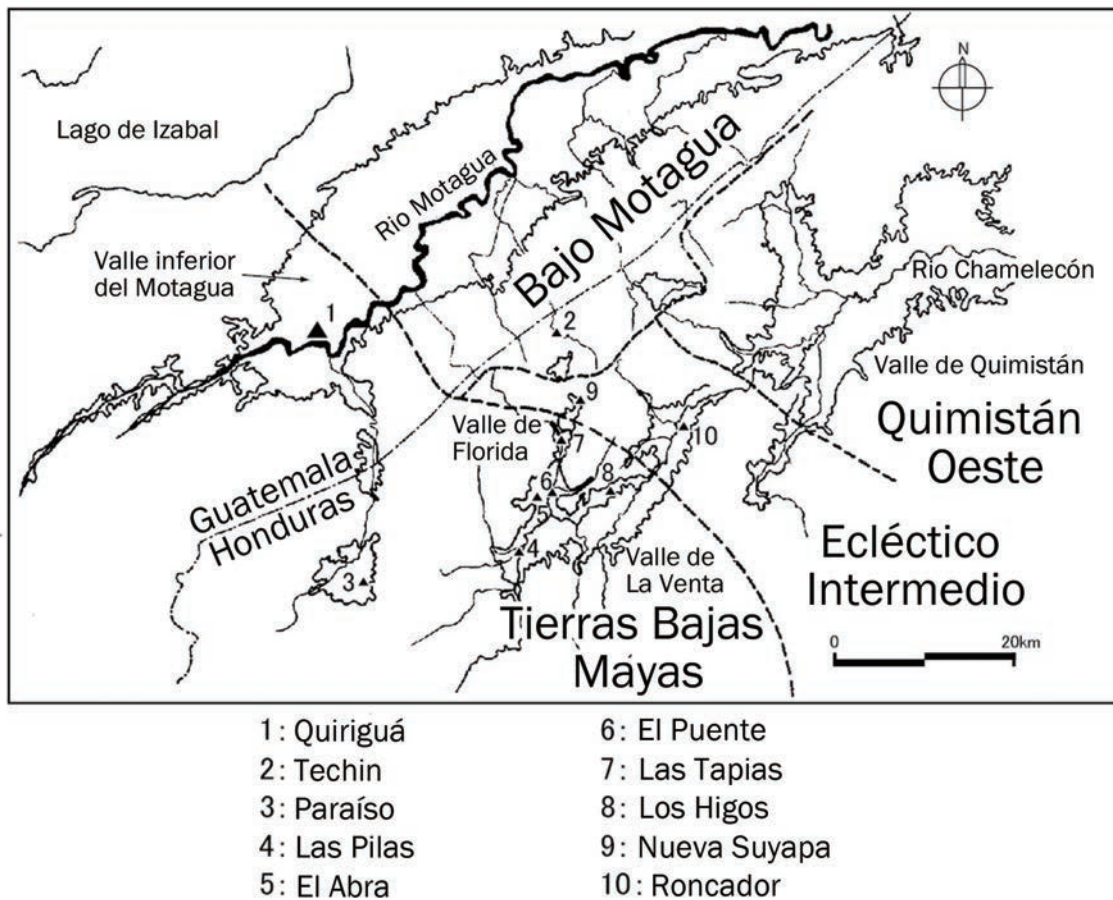 N
Lago de Izabal
Rio Motagua
Bajo Motagua
Valle inferior
del Motagua
Rio Chamelecón
1
2
Valle de Quimistán
9
Valle de
Florida
7
10
Quimistán
Oeste
Guatemala
Honduras
6
8
5
4
Valle de
La Venta
Ecléctico
Intermedio
3
Tierras Bajas
Mayas
0
20km
1: Quiriguá
2: Techin
3: Paraíso
4: Las Pilas
5: El Abra
6: El Puente
7: Las Tapias
8: Los Higos
9: Nueva Suyapa
10: Roncador